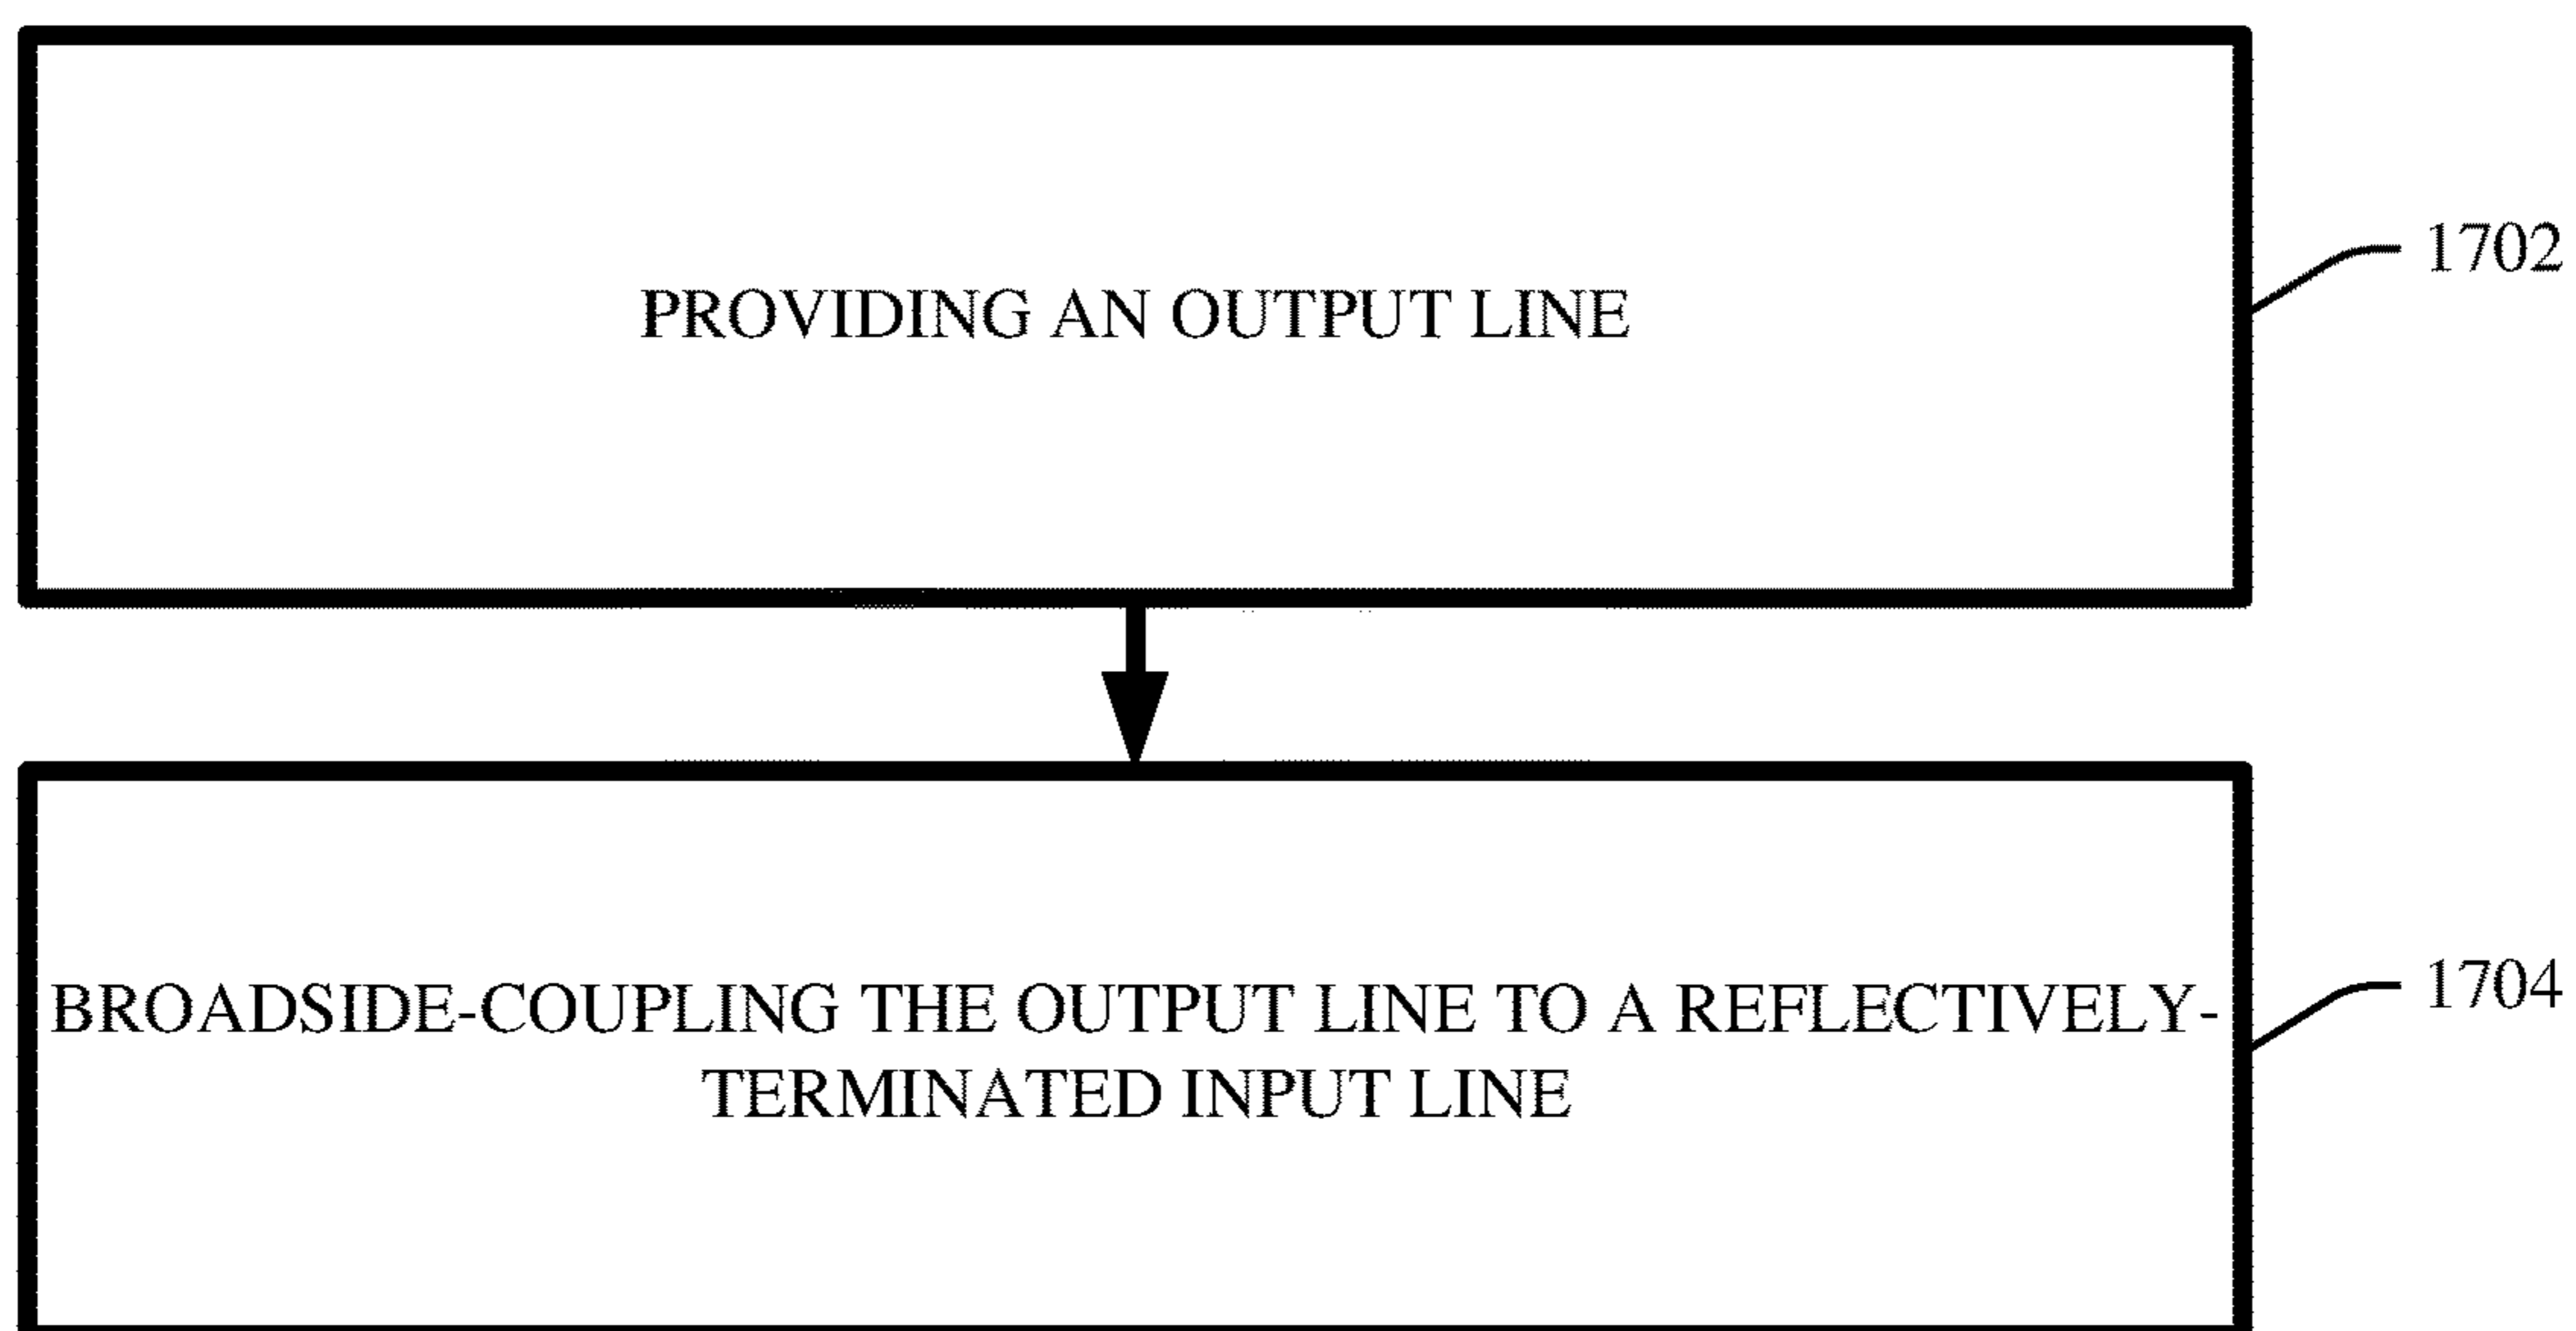 PROVIDING AN OUTPUT LINE
1702
BROADSIDE-COUPLING THE OUTPUT LINE TO A REFLECTIVELY-
TERMINATED INPUT LINE
1704